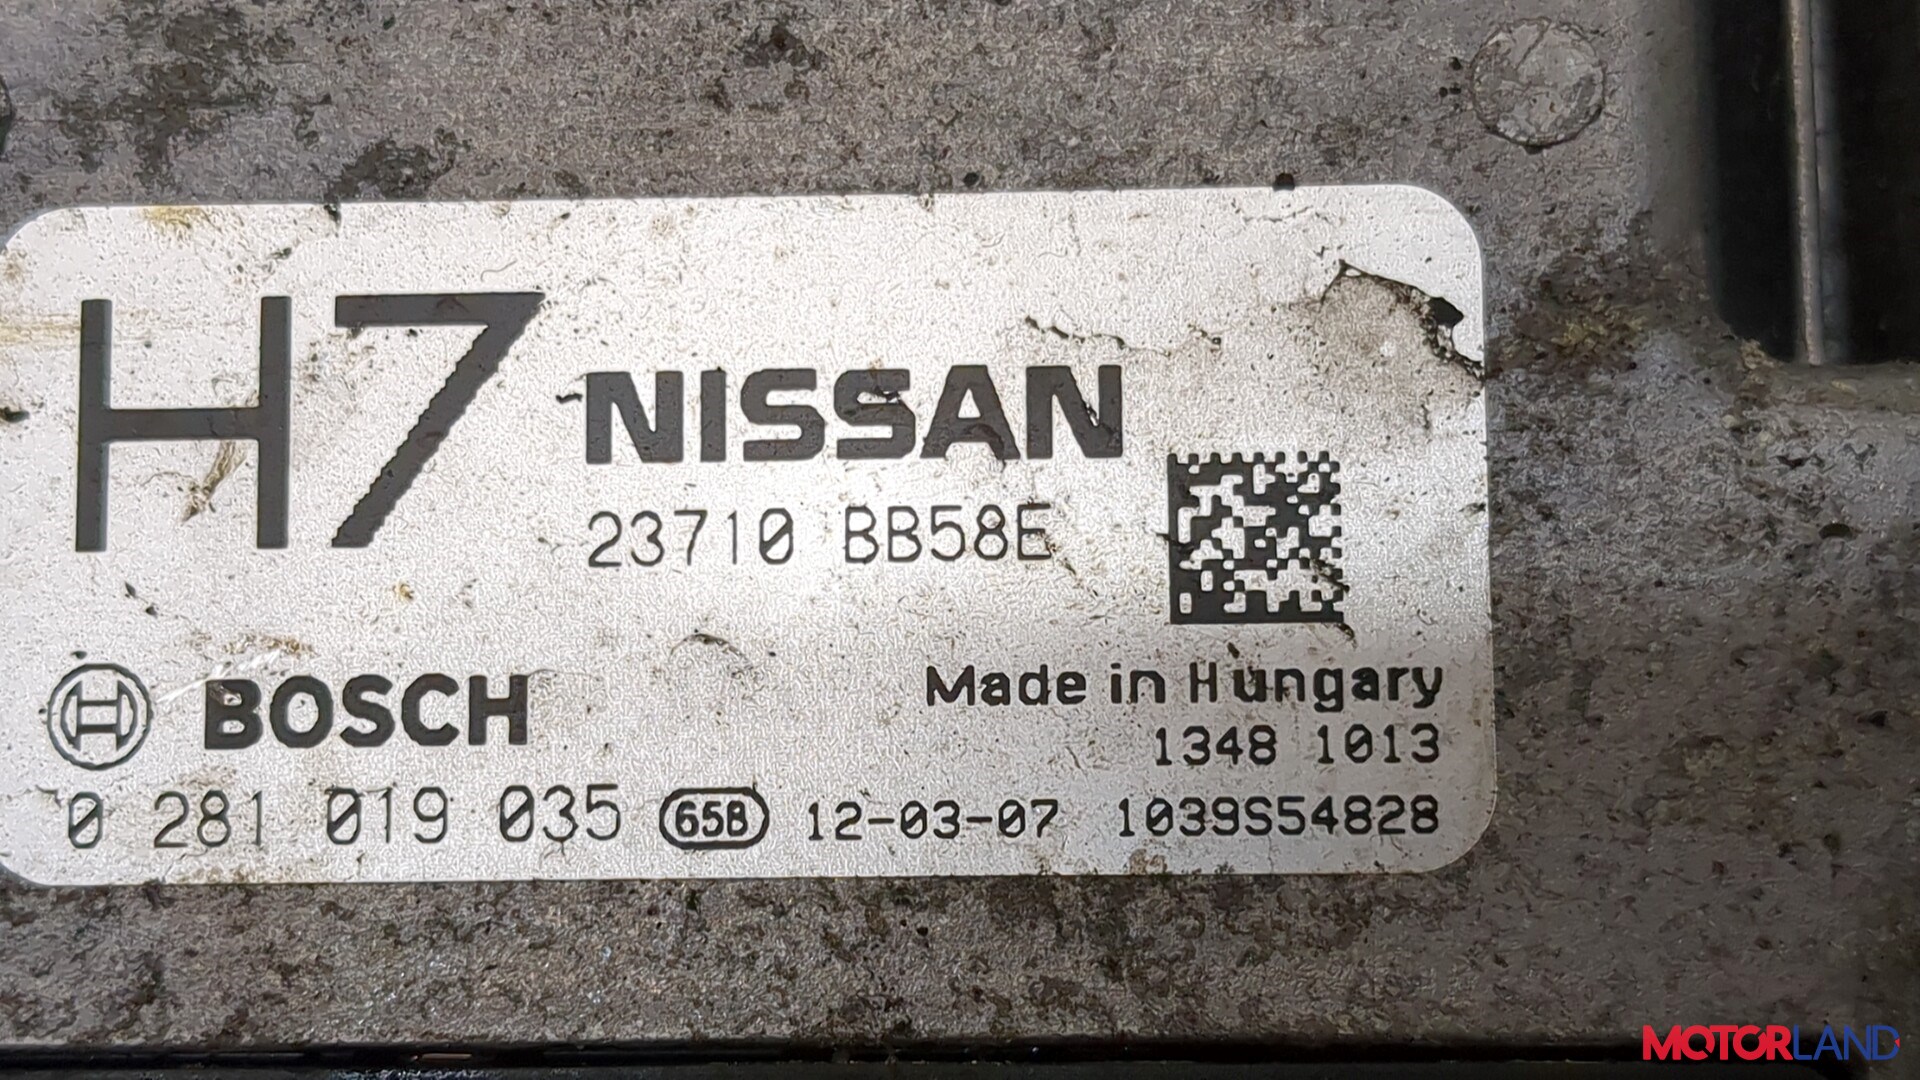 H7
NISSAN
23710 BB58E
BOSCH
Made in Hungary
1348 1013
0 281 019 035 65B 12-03-07 1039S54828
MOTORLAND